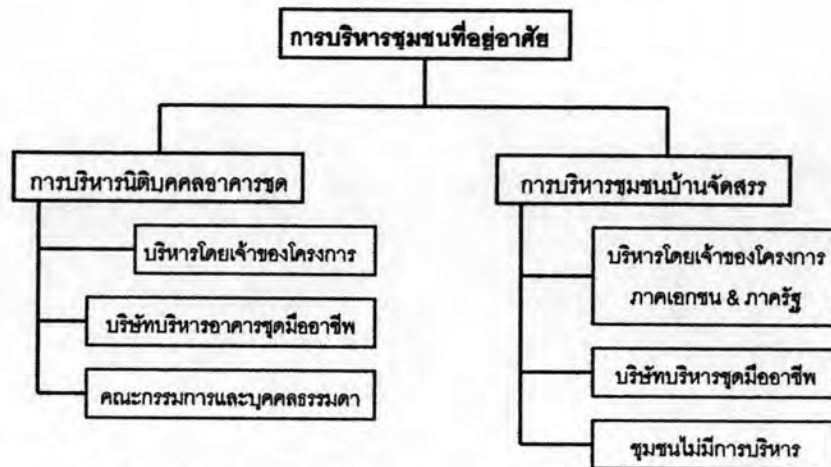 การบริหารชุมชนที่อยู่อาศัย
การบริหารนิติบุคคลอาคารชุด
บริหารโดยเจ้าของโครงการ
บริษัทบริหารอาคารชุดมืออาชีพ
คณะกรรมการและบุคคลธรรมดา
การบริหารชุมชนบ้านจัดสรร
บริหารโดยเจ้าของโครงการ
ภาคเอกชน & ภาครัฐ
บริษัทบริหารชุดมืออาชีพ
ชุมชนไม่มีการบริหาร